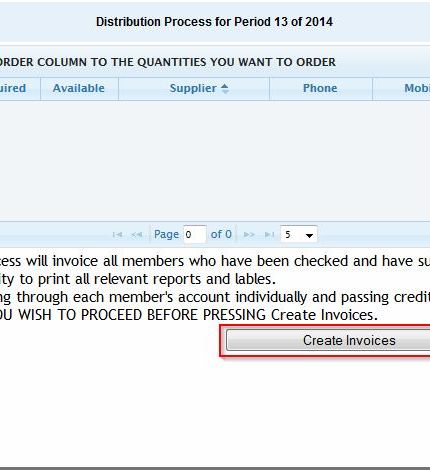 Distribution Process for Period 13 of 2014
ORDER COLUMN TO THE QUANTITIES YOU WANT TO ORDER
uired Available Supplier Phone Mobi
Page 0 of 0 5
cess will invoice all members who have been checked and have su
ity to print all relevant reports and lables.
ng through each member's account individually and passing credit
OU WISH TO PROCEED BEFORE PRESSING Create Invoices.
Create Invoices